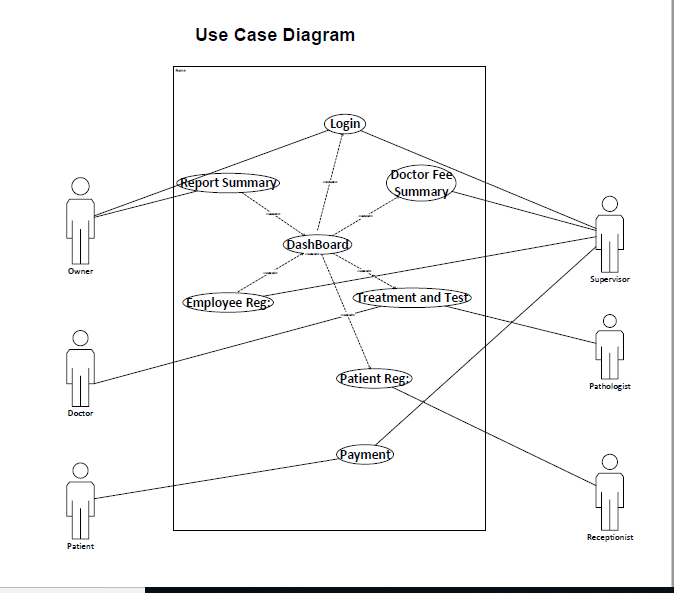 Use Case Diagram
Name
Login
Report Summary
Doctor Fee
Summary
DashBoard
Owner
Supervisor
Employee Reg:
Treatment and Test
Patient Reg:
Pathologist
Doctor
Payment
Patient
Receptionist